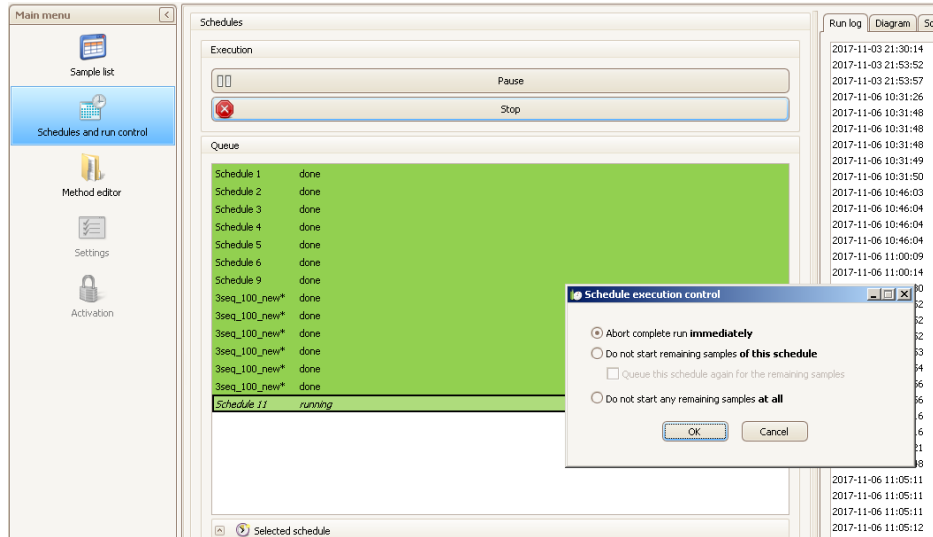 Main menu
Sample list
Schedules and run control
Method editor
Settings
Activation
Schedules
Execution
Pause
Stop
Queue
Schedule 1 done
Schedule 2 done
Schedule 3 done
Schedule 4 done
Schedule 5 done
Schedule 6 done
Schedule 9 done
3seq_100_new* done
3seq_100_new* done
3seq_100_new* done
3seq_100_new* done
3seq_100_new* done
3seq_100_new* done
Schedule 11 running
Selected schedule
Schedule execution control
Abort complete run immediately
Do not start remaining samples of this schedule
Queue this schedule again for the remaining samples
Do not start any remaining samples at all
OK Cancel
Run log Diagram
2017-11-03 21:30:14
2017-11-03 21:53:52
2017-11-03 21:53:57
2017-11-06 10:31:26
2017-11-06 10:31:48
2017-11-06 10:31:48
2017-11-06 10:31:48
2017-11-06 10:31:49
2017-11-06 10:31:50
2017-11-06 10:46:03
2017-11-06 10:46:04
2017-11-06 10:46:04
2017-11-06 10:46:04
2017-11-06 11:00:09
2017-11-06 11:00:14
2017-11-06 11:05:11
2017-11-06 11:05:11
2017-11-06 11:05:11
2017-11-06 11:05:12